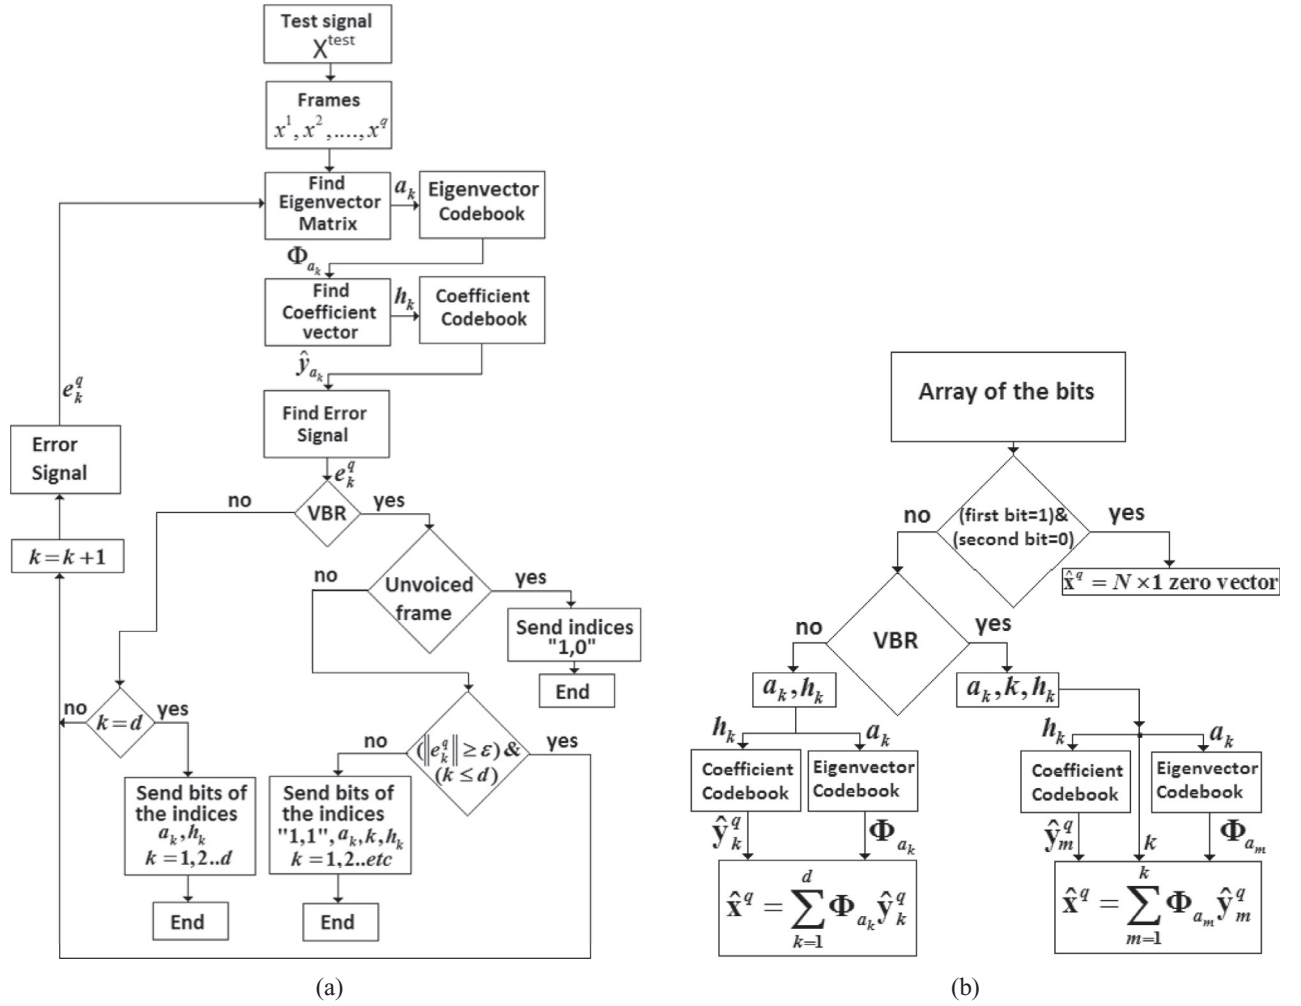 Test signal
X^test
Frames
x^1, x^2, ...., x^q
Find
Eigenvector
Matrix
a_k
Eigenvector
Codebook
Φ_{a_k}
Find
Coefficient
vector
h_k
Coefficient
Codebook
ŷ_{a_k}
Find Error
Signal
e_k^q
e_k^q
Error
Signal
k=k+1
no
VBR
yes
no
Unvoiced
frame
yes
Send indices
"1,0"
End
no
k=d
yes
no
(‖e_k^q‖ ≥ ε) &
(k ≤ d)
yes
Send bits of
the indices
a_k, h_k
k = 1,2..d
End
Send bits of
the indices
"1,1", a_k, k, h_k
k = 1,2..etc
End
(a)
Array of the bits
no
(first bit=1)&
(second bit=0)
yes
x̂^q = N×1 zero vector
no
VBR
yes
a_k, h_k
a_k, k, h_k
h_k
a_k
Coefficient
Codebook
Eigenvector
Codebook
ŷ_k^q
Φ_{a_k}
x̂^q = ∑_{k=1}^{d} Φ_{a_k} ŷ_k^q
h_k
a_k
Coefficient
Codebook
Eigenvector
Codebook
ŷ_m^q
k
Φ_{a_m}
x̂^q = ∑_{m=1}^{k} Φ_{a_m} ŷ_m^q
(b)